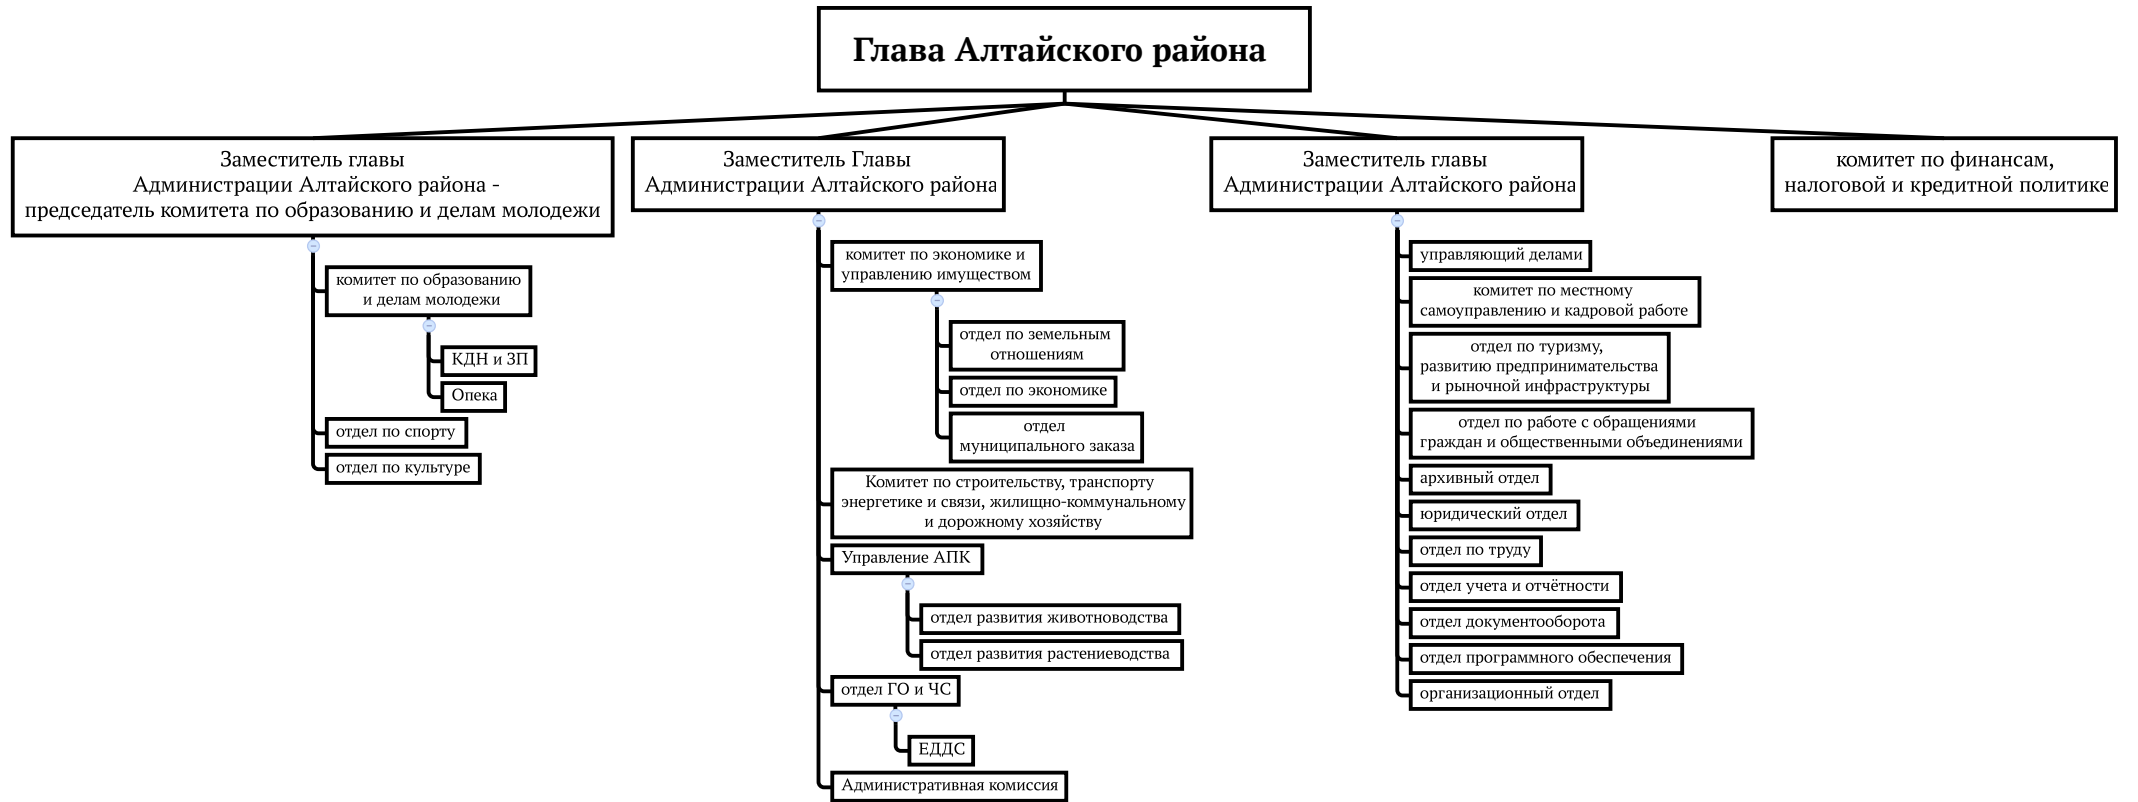 Глава Алтайского района
Заместитель главы
Администрации Алтайского района -
председатель комитета по образованию и делам молодежи
комитет по образованию
и делам молодежи
КДН и ЗП
Опека
отдел по спорту
отдел по культуре
Заместитель Главы
Администрации Алтайского района
комитет по экономике и
управлению имуществом
отдел по земельным
отношениям
отдел по экономике
отдел
муниципального заказа
Комитет по строительству, транспорту
энергетике и связи, жилищно-коммунальному
и дорожному хозяйству
Управление АПК
отдел развития животноводства
отдел развития растениеводства
отдел ГО и ЧС
ЕДДС
Административная комиссия
Заместитель главы
Администрации Алтайского района
управляющий делами
комитет по местному
самоуправлению и кадровой работе
отдел по туризму,
развитию предпринимательства
и рыночной инфраструктуры
отдел по работе с обращениями
граждан и общественными объединениями
архивный отдел
юридический отдел
отдел по труду
отдел учета и отчётности
отдел документооборота
отдел программного обеспечения
организационный отдел
комитет по финансам,
налоговой и кредитной политике